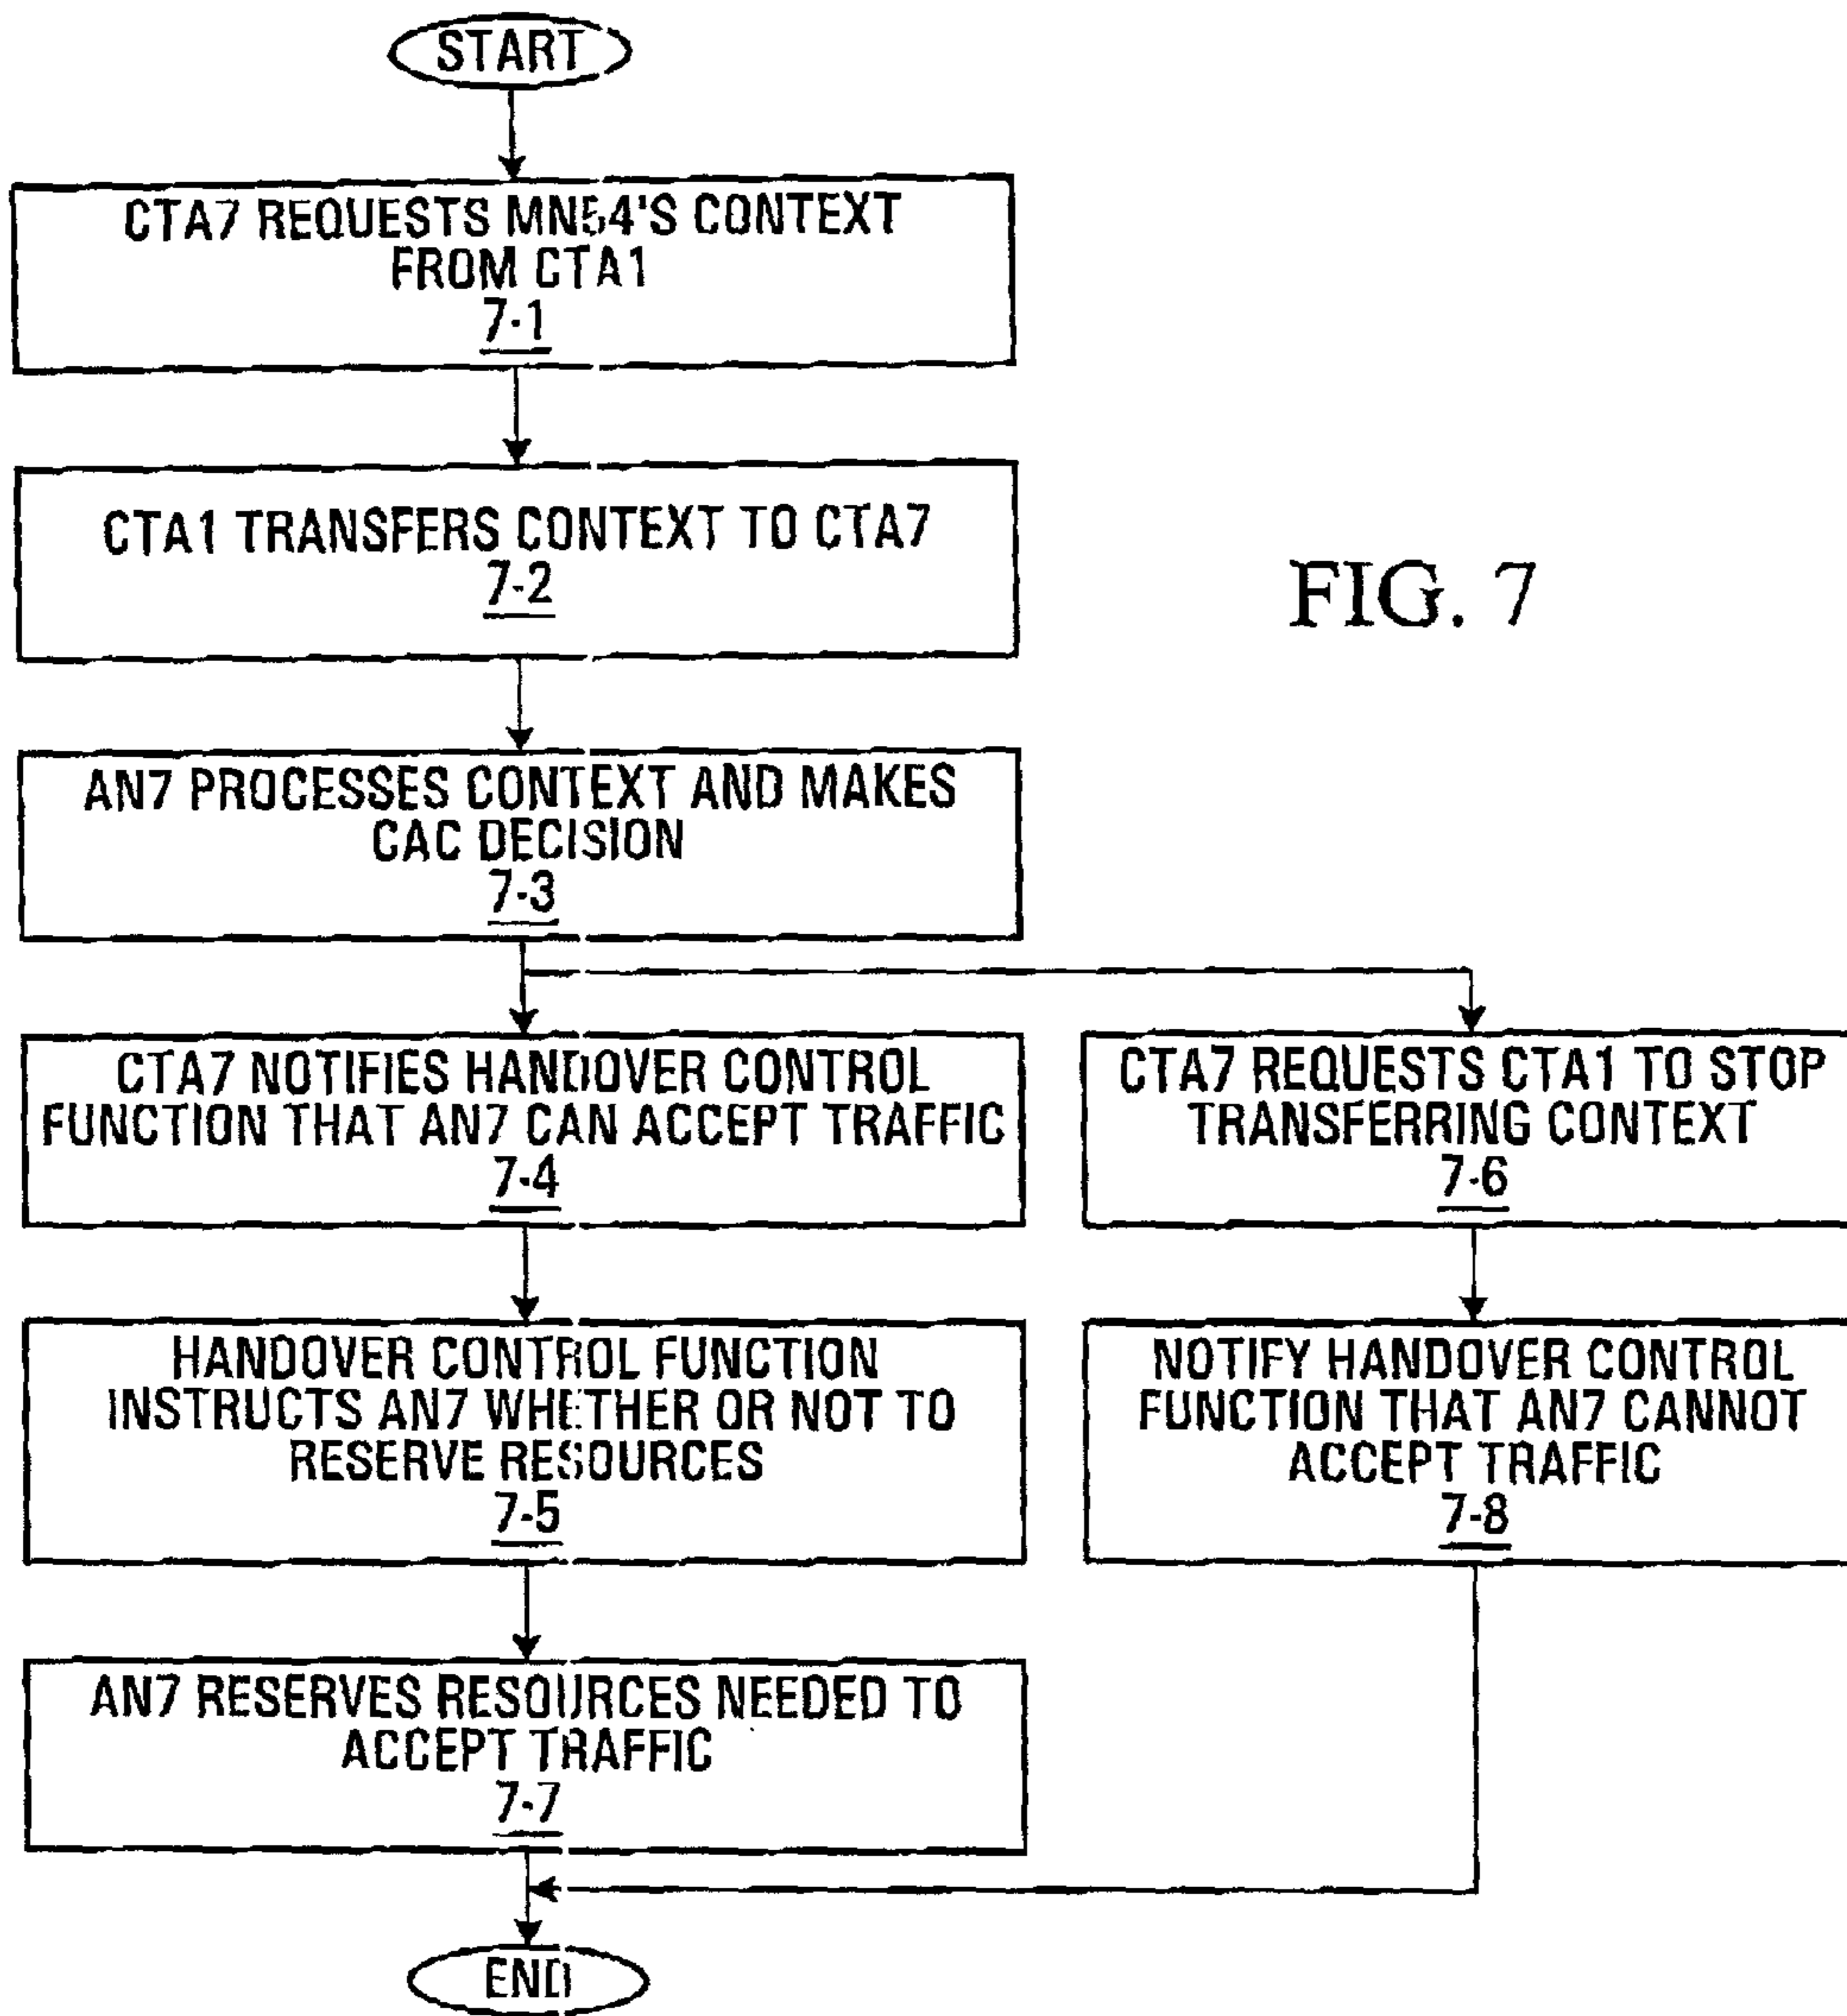 START
CTA7 REQUESTS MN54'S CONTEXT
FROM CTA1
7-1
CTA1 TRANSFERS CONTEXT TO CTA7
7-2
FIG. 7
AN7 PROCESSES CONTEXT AND MAKES
CAC DECISION
7-3
CTA7 NOTIFIES HANDOVER CONTROL
FUNCTION THAT AN7 CAN ACCEPT TRAFFIC
7-4
CTA7 REQUESTS CTA1 TO STOP
TRANSFERRING CONTEXT
7-6
HANDOVER CONTROL FUNCTION
INSTRUCTS AN7 WHETHER OR NOT TO
RESERVE RESOURCES
7-5
NOTIFY HANDOVER CONTROL
FUNCTION THAT AN7 CANNOT
ACCEPT TRAFFIC
7-8
AN7 RESERVES RESOURCES NEEDED TO
ACCEPT TRAFFIC
7-7
END